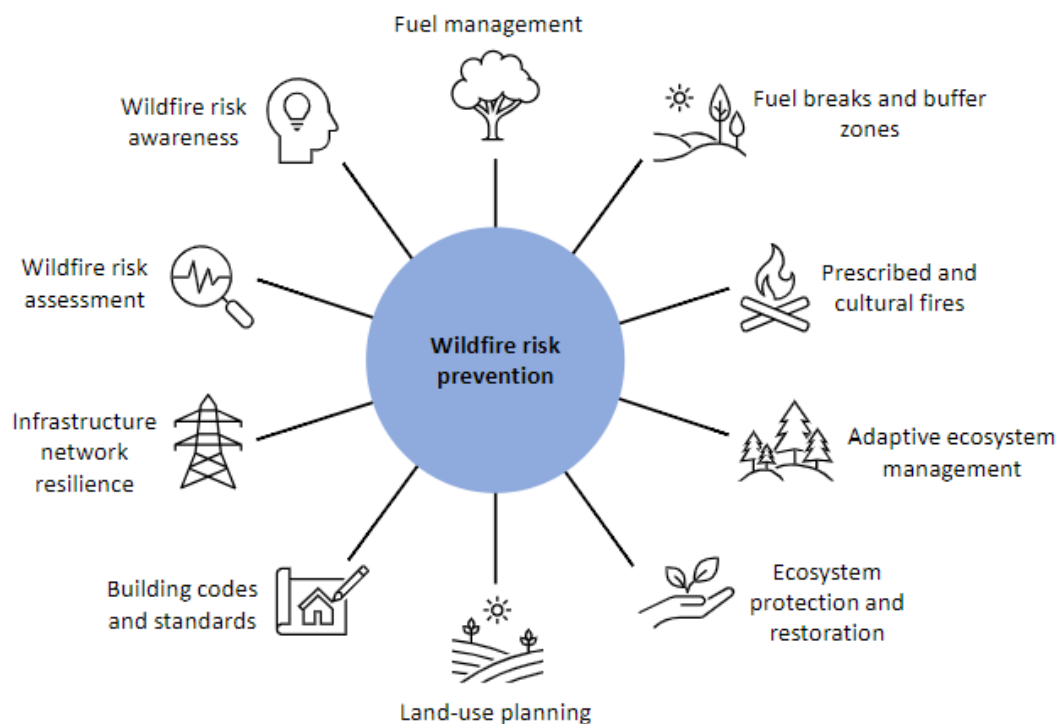 Fuel management
Fuel breaks and buffer
zones
Prescribed and
cultural fires
Adaptive ecosystem
management
Ecosystem
protection and
restoration
Land-use planning
Building codes
and standards
Infrastructure
network
resilience
Wildfire risk
assessment
Wildfire risk
awareness
Wildfire risk
prevention